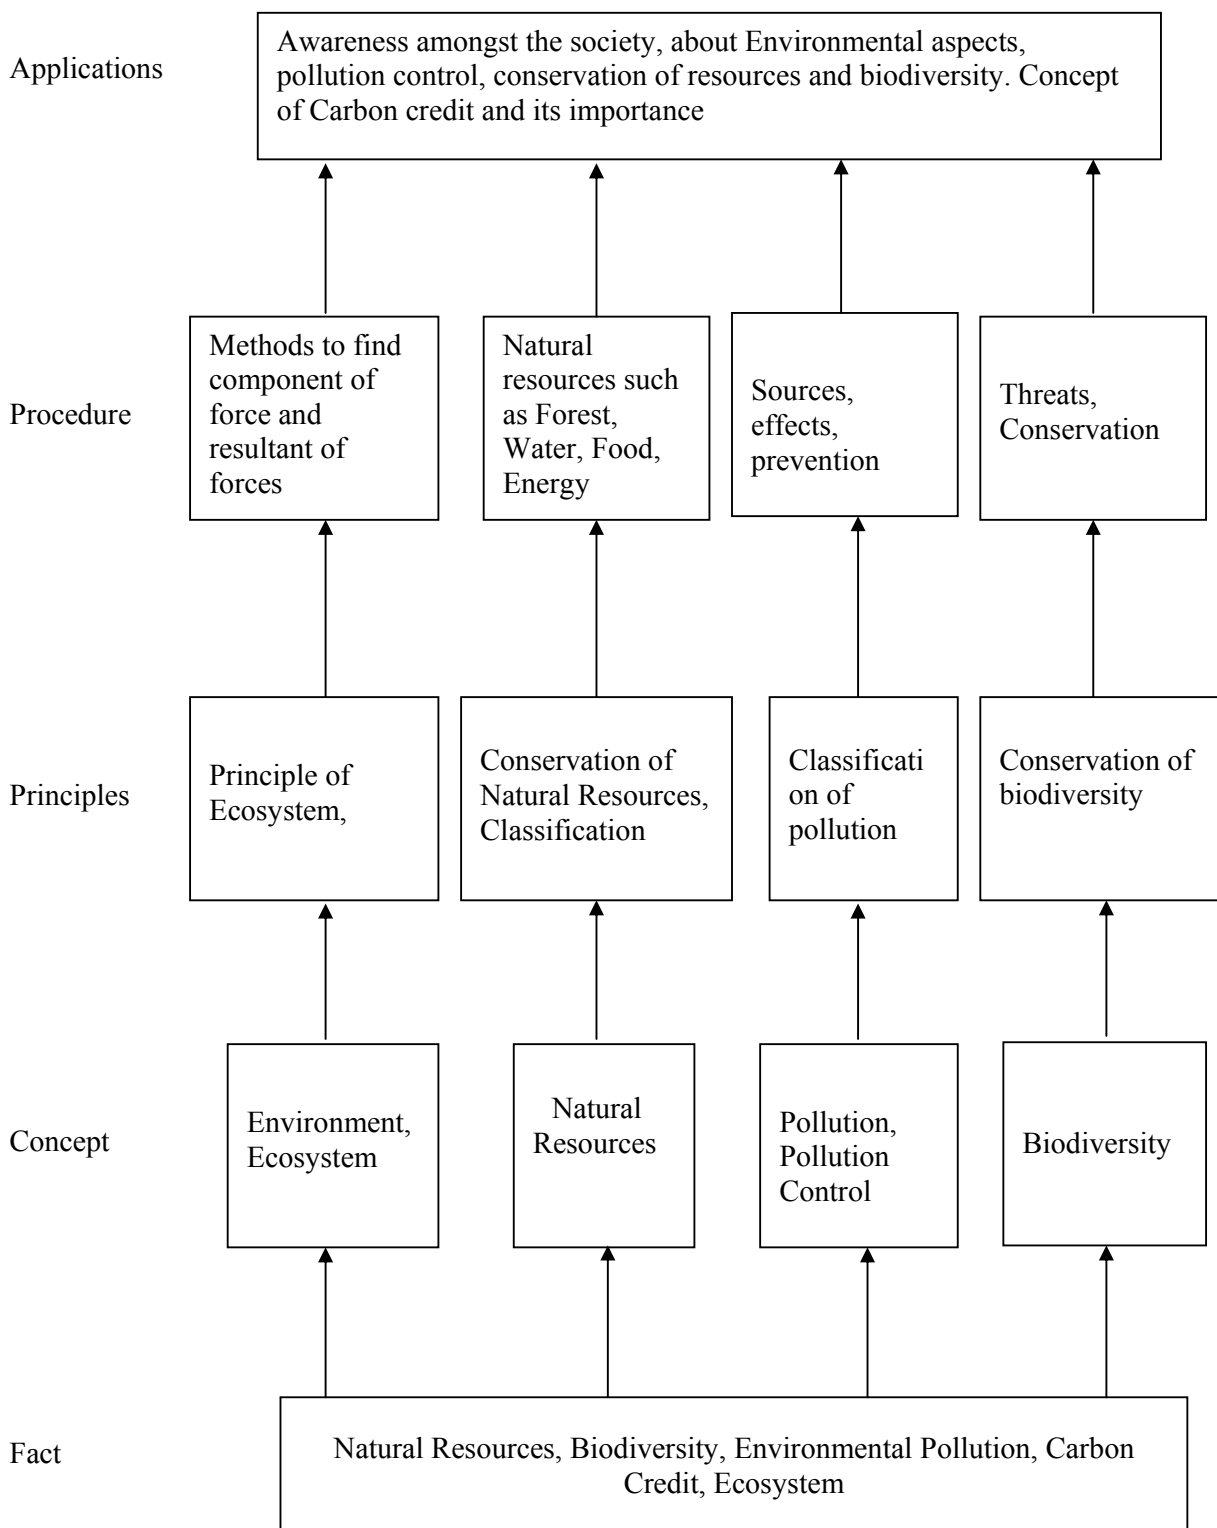 Applications
Awareness amongst the society, about Environmental aspects,
pollution control, conservation of resources and biodiversity. Concept
of Carbon credit and its importance
Procedure
Methods to find
component of
force and
resultant of
forces
Natural
resources such
as Forest,
Water, Food,
Energy
Sources,
effects,
prevention
Threats,
Conservation
Principles
Principle of
Ecosystem,
Conservation of
Natural Resources,
Classification
Classificati
on of
pollution
Conservation of
biodiversity
Concept
Environment,
Ecosystem
Natural
Resources
Pollution,
Pollution
Control
Biodiversity
Fact
Natural Resources, Biodiversity, Environmental Pollution, Carbon
Credit, Ecosystem